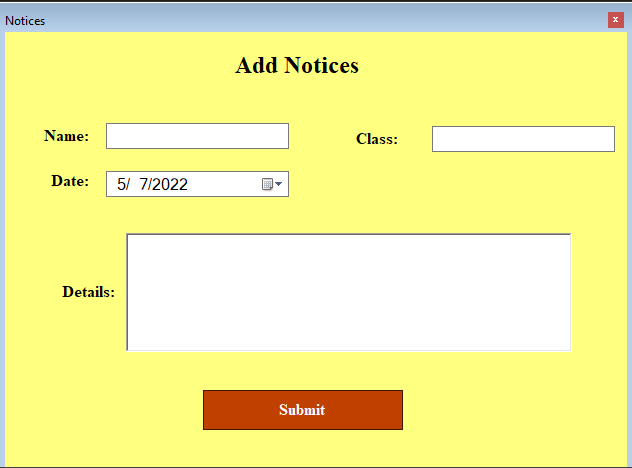 Notices
Add Notices
Name:
Class:
Date: 5/ 7/2022
Details:
Submit